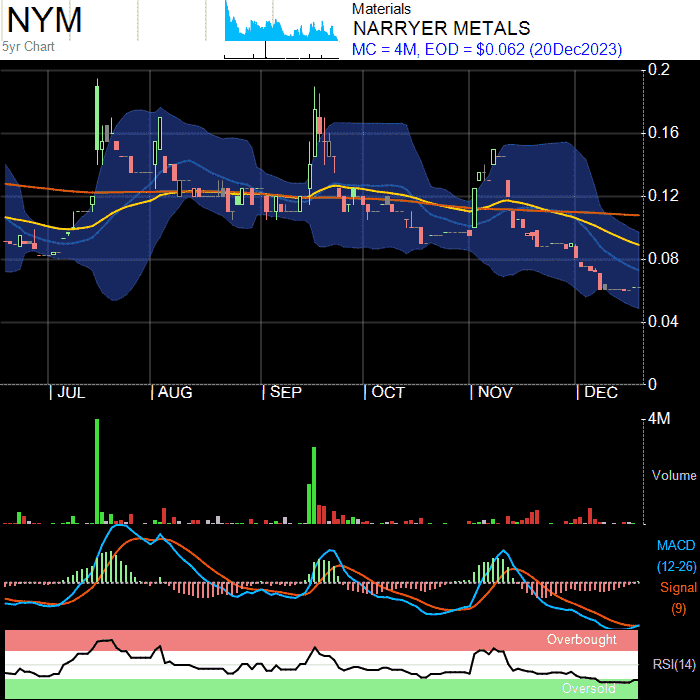 NYM
5yr Chart
Materials
NARRYER METALS
MC = 4M, EOD = $0.062 (20Dec2023)
0.2
0.16
0.12
0.08
0.04
0
| JUL | AUG | SEP | OCT | NOV | DEC
4M
Volume
MACD
(12-26)
Signal
(9)
Overbought
RSI(14)
Oversold